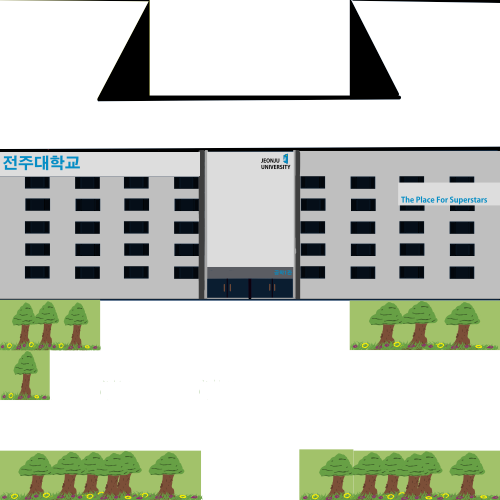 전주대학교
JEONJU
UNIVERSITY
The Place For Superstars